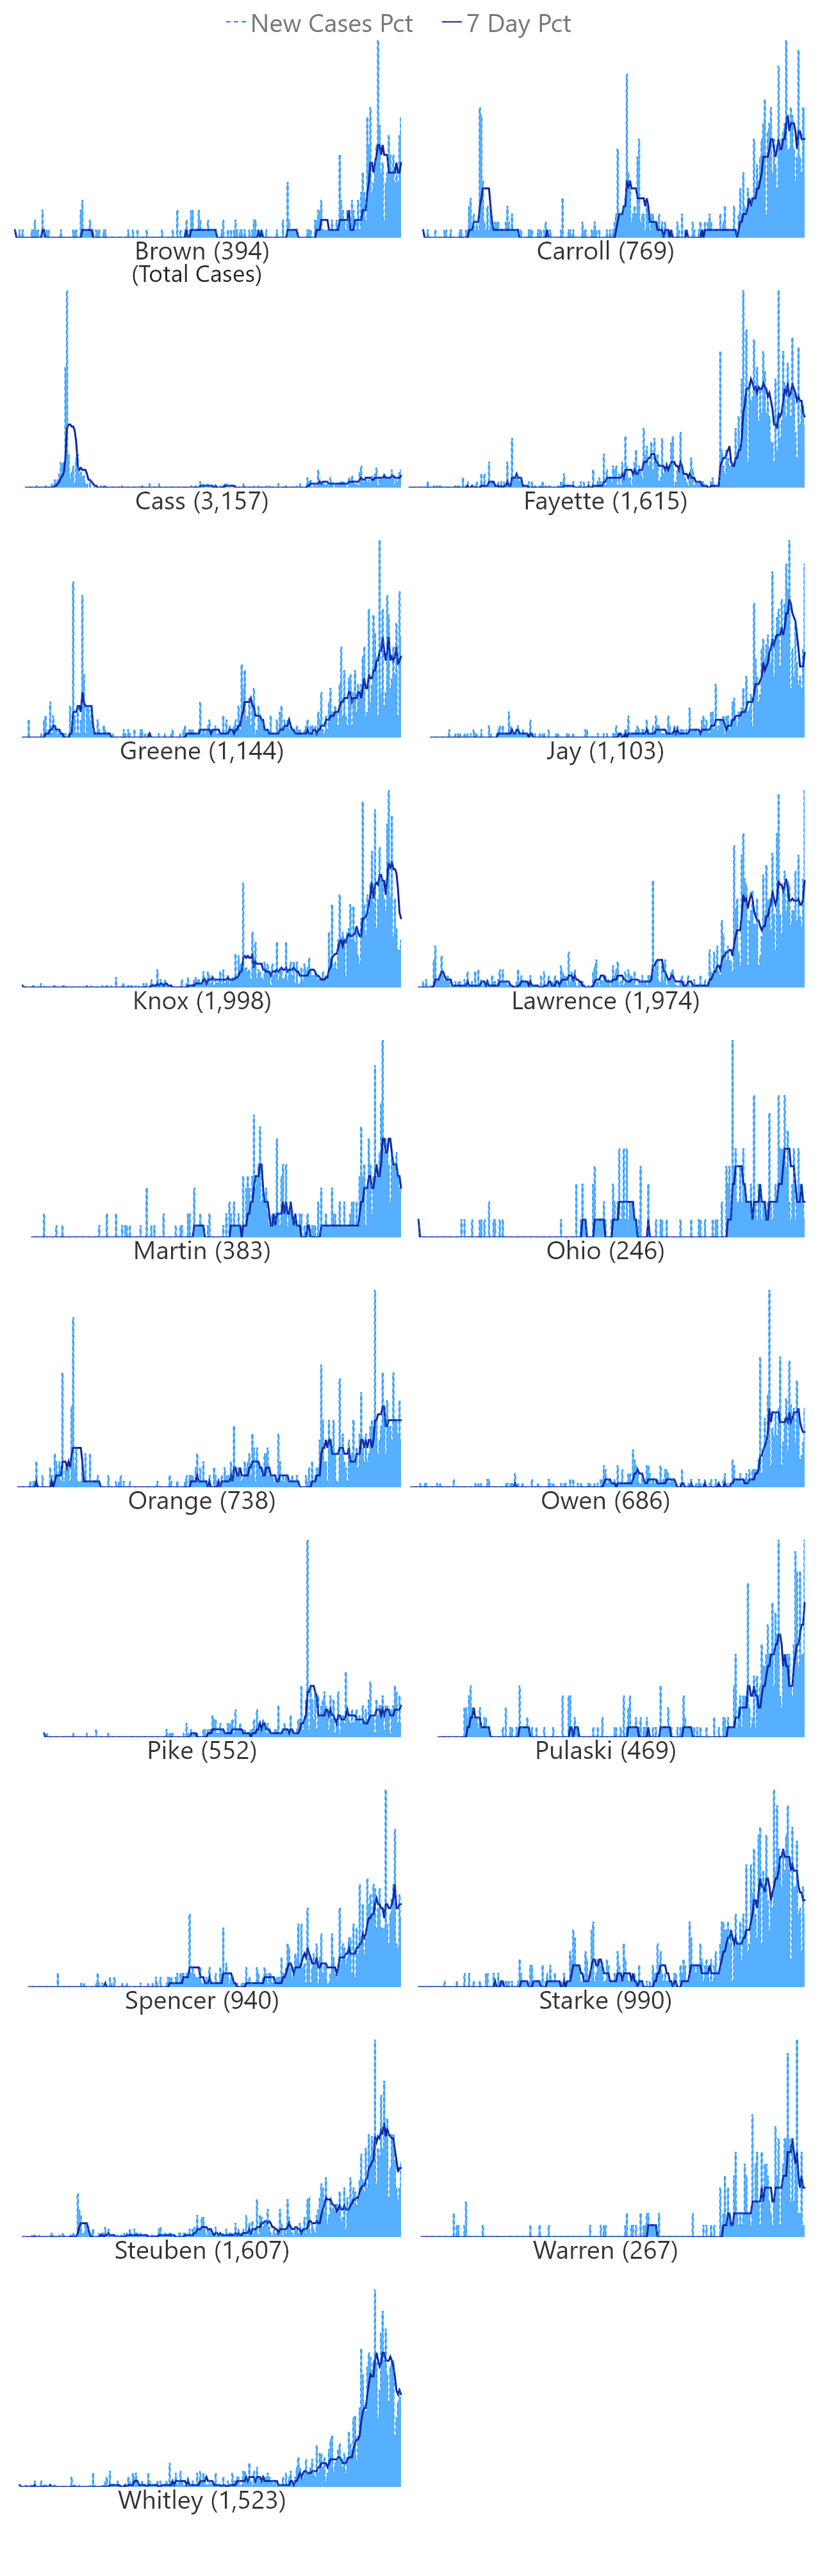 New Cases Pct 7 Day Pct
Brown (394) Carroll (769)
(Total Cases)
Cass (3,157) Fayette (1,615)
Greene (1,144) Jay (1,103)
Knox (1,998) Lawrence (1,974)
Martin (383) Ohio (246)
Orange (738) Owen (686)
Pike (552) Pulaski (469)
Spencer (940) Starke (990)
Steuben (1,607) Warren (267)
Whitley (1,523)